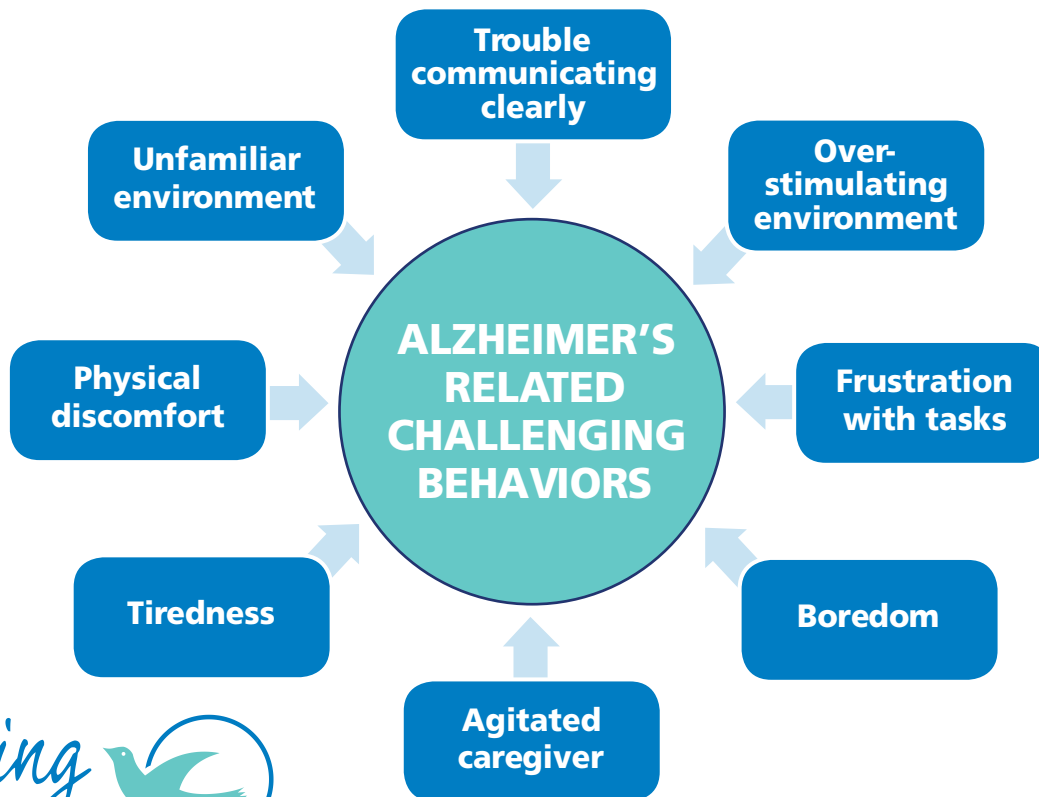 Trouble
communicating
clearly
Unfamiliar
environment
Over-
stimulating
environment
ALZHEIMER’S
RELATED
CHALLENGING
BEHAVIORS
Physical
discomfort
Frustration
with tasks
Tiredness
Boredom
Agitated
caregiver